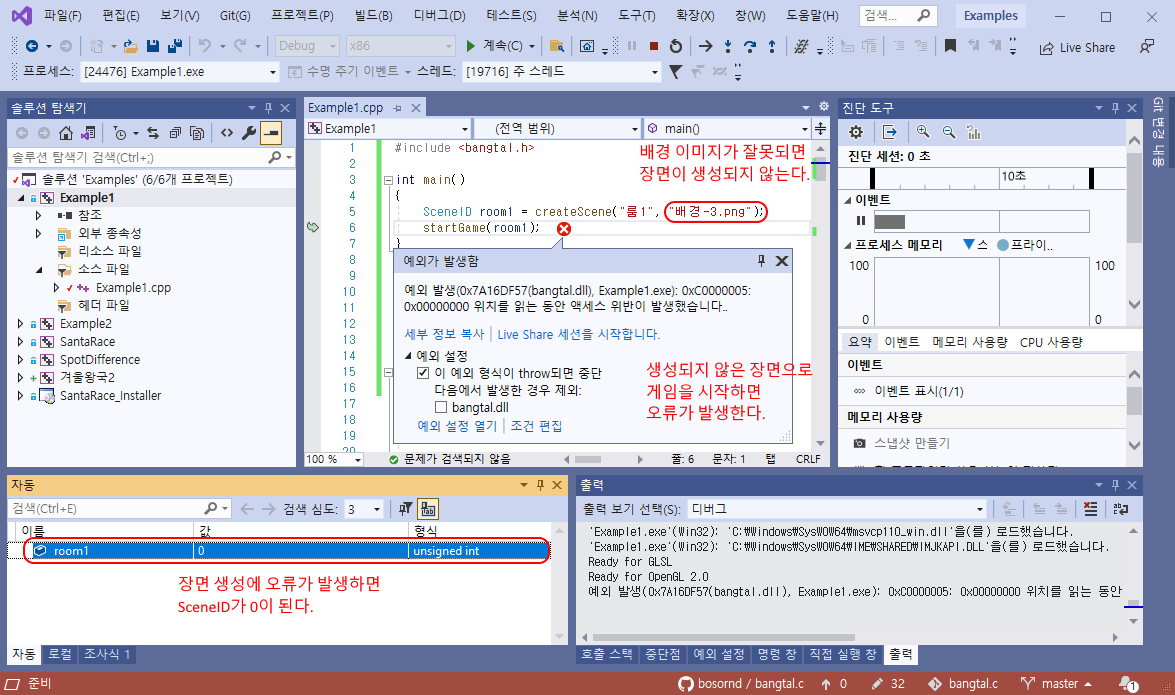 파일(F) 편집(E) 보기(V) Git(G) 프로젝트(P) 빌드(B) 디버그(D) 테스트(S) 분석(N) 도구(T) 확장(X) 창(W) 도움말(H) 검색... Examples
Debug x86 계속(C) Live Share
프로세스: [24476] Example1.exe 수명 주기 이벤트 스레드: [19716] 주 스레드
솔루션 탐색기
솔루션 탐색기 검색(Ctrl+;)
솔루션 'Examples' (6/6개 프로젝트)
Example1
참조
외부 종속성
리소스 파일
소스 파일
Example1.cpp
헤더 파일
Example2
SantaRace
SpotDifference
겨울왕국2
SantaRace_Installer
Example1.cpp
Example1 (전역 범위) main()
1 #include <bangtal.h>
2
3 int main()
4 {
5 SceneID room1 = createScene("룸1", "배경-3.png");
6 startGame(room1);
7 }
8
9
10
11
12
13
14
15
16
17
18
19
20
배경 이미지가 잘못되면
장면이 생성되지 않는다.
예외가 발생함
예외 발생(0x7A16DF57(bangtal.dll), Example1.exe): 0xC0000005:
0x00000000 위치를 읽는 동안 액세스 위반이 발생했습니다..
세부 정보 복사 Live Share 세션을 시작합니다.
예외 설정
이 예외 형식이 throw되면 중단
다음에서 발생한 경우 제외:
bangtal.dll
예외 설정 열기 조건 편집
생성되지 않은 장면으로
게임을 시작하면
오류가 발생한다.
100 % 문제가 검색되지 않음 줄: 6 문자: 1 탭 CRLF
진단 도구
진단 세션: 0 초
10초
이벤트
프로세스 메모리 스 프라이...
100 100
0 0
요약 이벤트 메모리 사용량 CPU 사용량
이벤트
이벤트 표시(1/1)
메모리 사용량
스냅샷 만들기
Git 변경 내용
자동
검색(Ctrl+E) 검색 심도: 3
이름 값 형식
room1 0 unsigned int
장면 생성에 오류가 발생하면
SceneID가 0이 된다.
자동 로컬 조사식 1
출력
출력 보기 선택(S): 디버그
'Example1.exe'(Win32): 'C:\Windows\SysWOW64\msvcp110_win.dll'을(를) 로드했습니다.
'Example1.exe'(Win32): 'C:\Windows\SysWOW64\IME\SHARED\IMJKAPI.DLL'을(를) 로드했습니다.
Ready for GLSL
Ready for OpenGL 2.0
예외 발생(0x7A16DF57(bangtal.dll), Example1.exe): 0xC0000005: 0x00000000 위치를 읽는 동안
호출 스택 중단점 예외 설정 명령 창 직접 실행 창 출력
준비 bosornd / bangtal.c 0 32 bangtal.c master 1